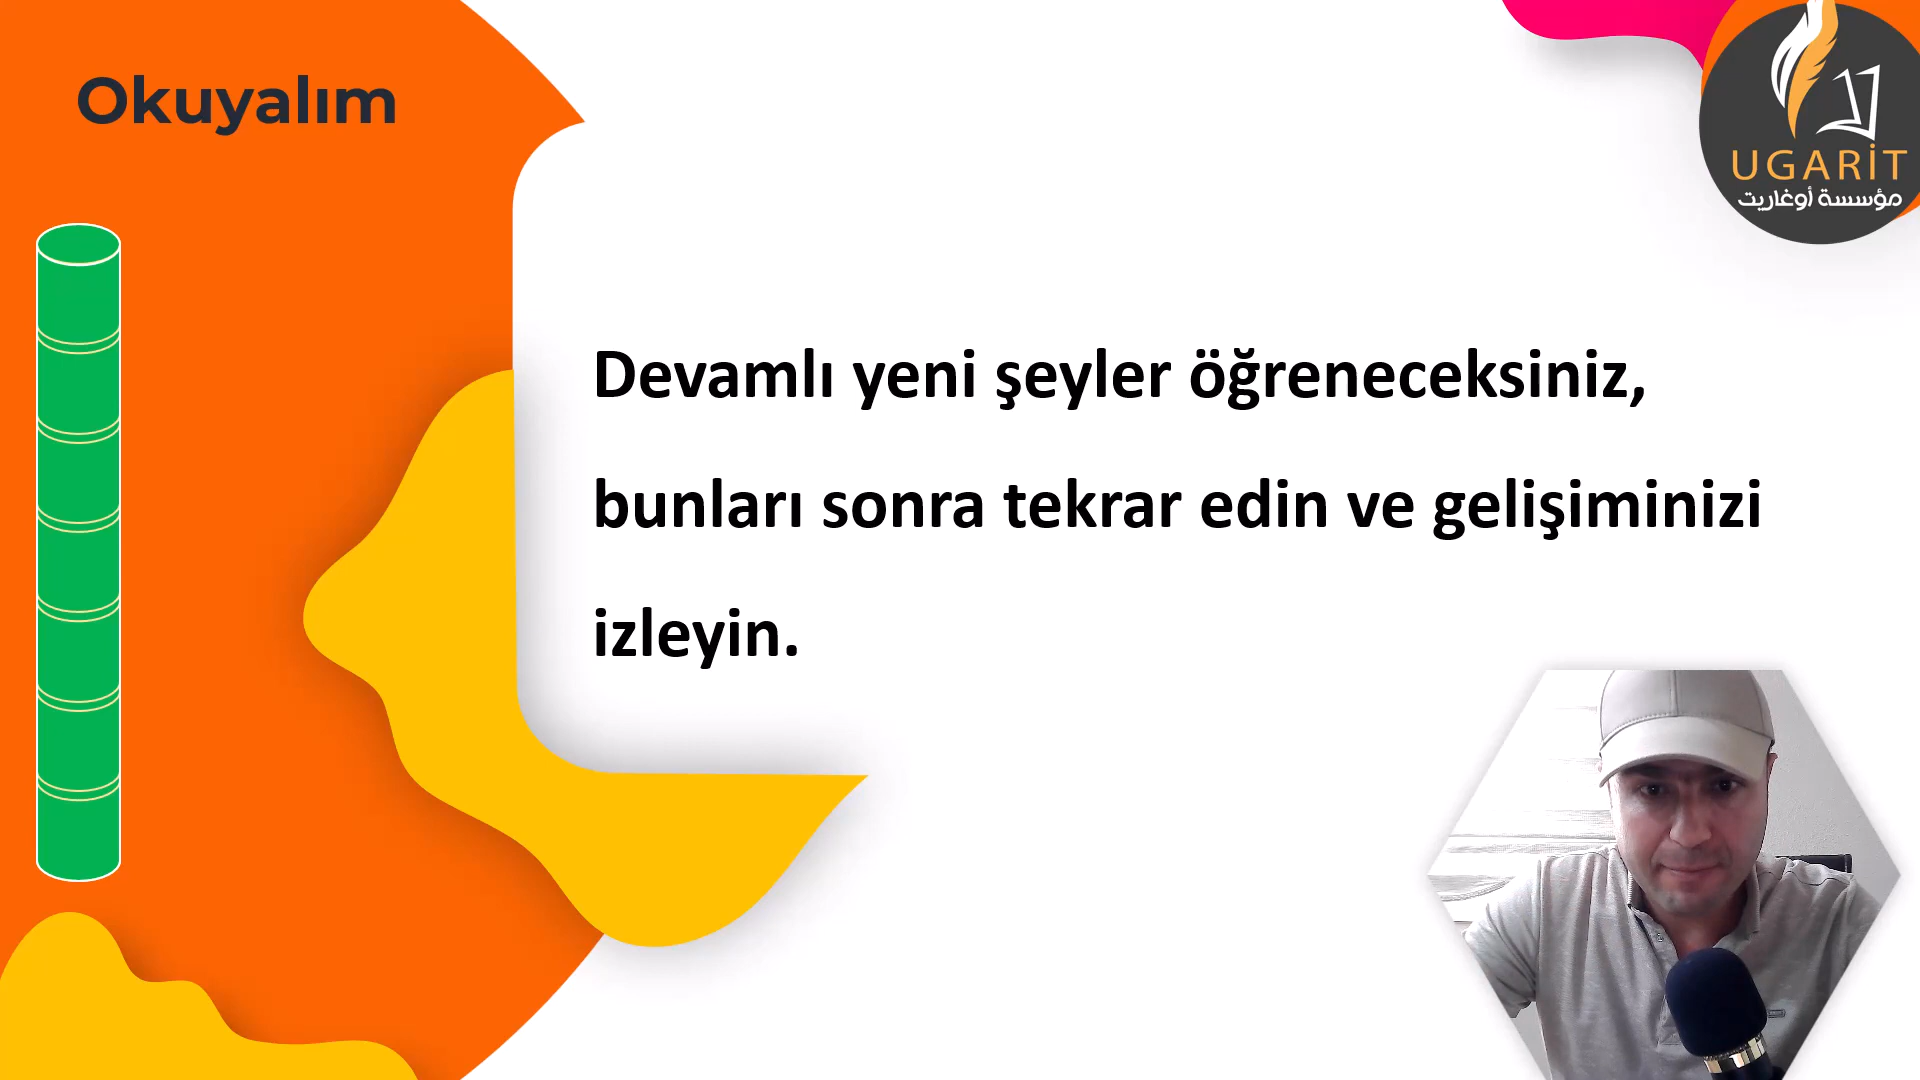 Okuyalım
UGARİT
مؤسسة أوغاريت
Devamlı yeni şeyler öğreneceksiniz,
bunları sonra tekrar edin ve gelişiminizi
izleyin.